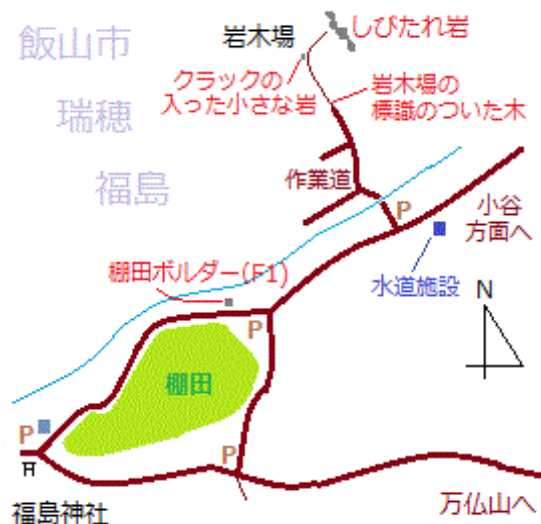 飯山市
瑞穂
福島
岩木場
しびたれ岩
クラックの
入った小さな岩
岩木場の
標識のついた木
作業道
P
小谷
方面へ
水道施設
N
棚田ボルダー(F1)
P
棚田
P
P
福島神社
万仏山へ